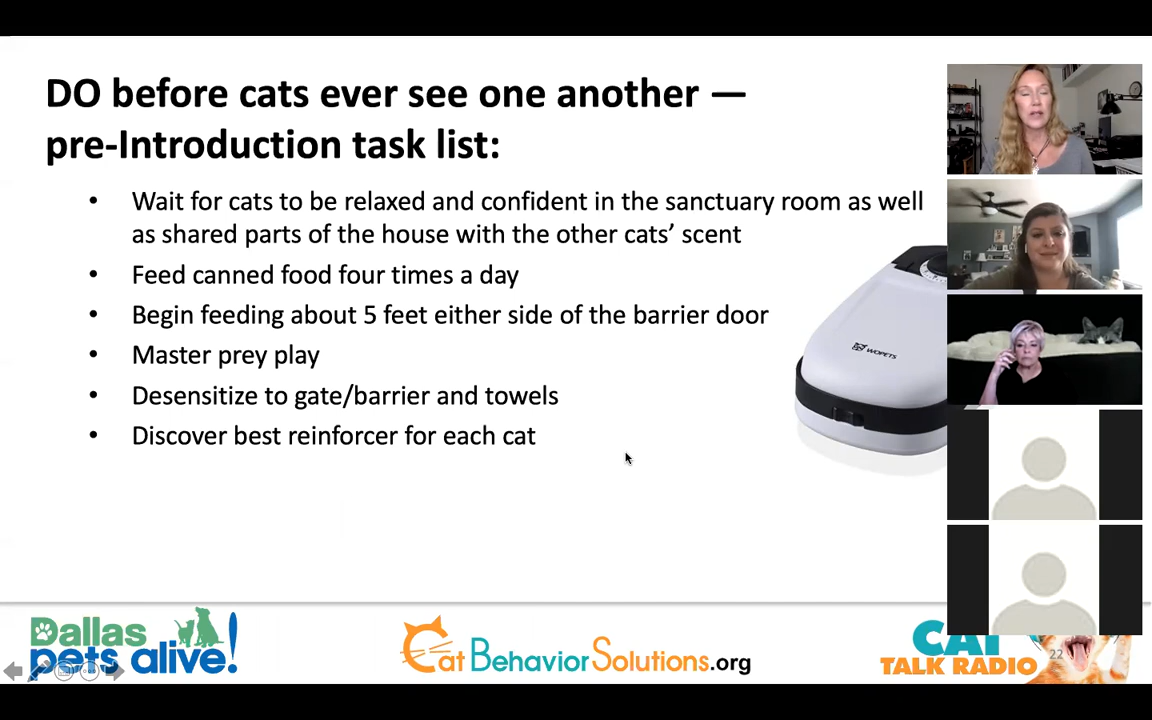 DO before cats ever see one another —
pre-Introduction task list:
• Wait for cats to be relaxed and confident in the sanctuary room as well
as shared parts of the house with the other cats’ scent
• Feed canned food four times a day
• Begin feeding about 5 feet either side of the barrier door
• Master prey play
• Desensitize to gate/barrier and towels
• Discover best reinforcer for each cat
WOPETS
Dallas
pets alive!
Cat BehaviorSolutions.org
CAT
TALK RADIO
22